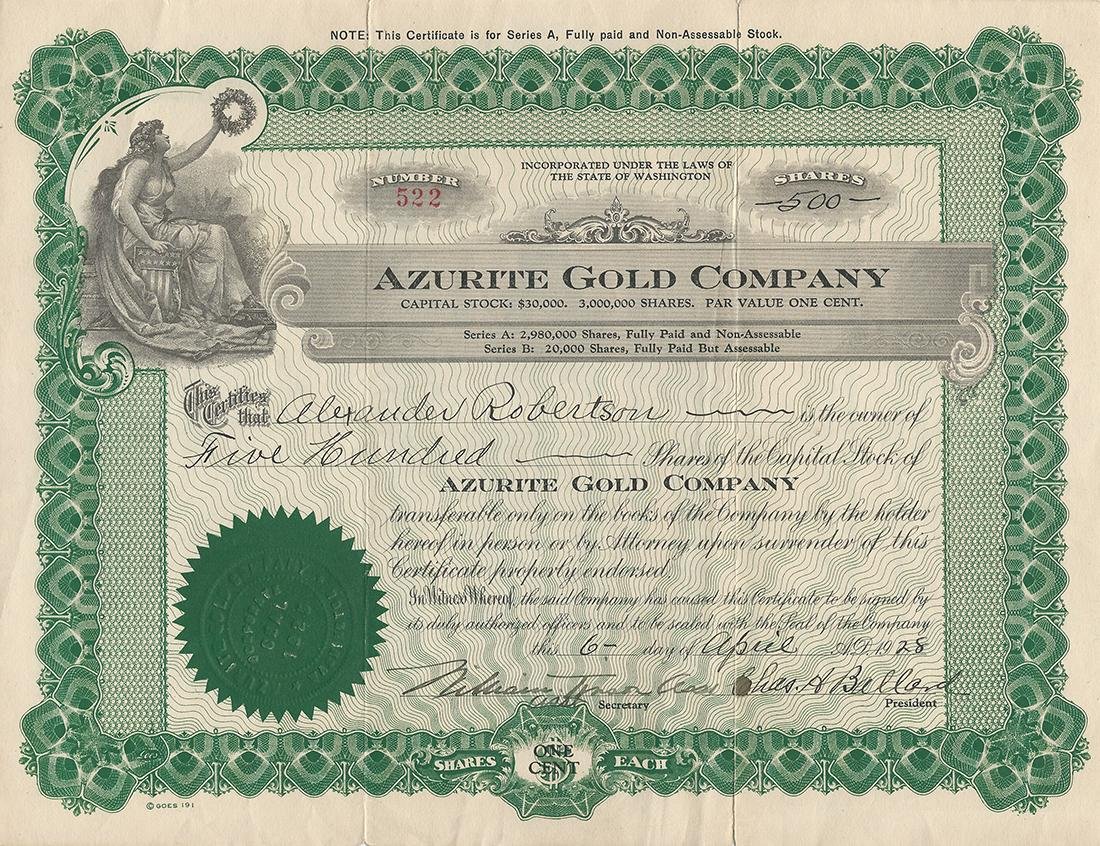 NOTE: This Certificate is for Series A, Fully paid and Non-Assessable Stock.
INCORPORATED UNDER THE LAWS OF
THE STATE OF WASHINGTON
NUMBER
522
SHARES
—500—
AZURITE GOLD COMPANY
CAPITAL STOCK: $30,000. 3,000,000 SHARES. PAR VALUE ONE CENT.
Series A: 2,980,000 Shares, Fully Paid and Non-Assessable
Series B: 20,000 Shares, Fully Paid But Assessable
This Certifies that Alexander Robertson is the owner of
Five Hundred Shares of the Capital Stock of
AZURITE GOLD COMPANY
transferable only on the books of the Company by the holder
hereof in person or by Attorney upon surrender of this
Certificate properly endorsed.
In Witness Whereof, the said Company has caused this Certificate to be signed by
its duly authorized officers and to be sealed with the Seal of the Company
this 6- day of April A.D. 1928
William Chas. A. Ballard
Secretary President
SHARES ONE CENT EACH
© GOES 191